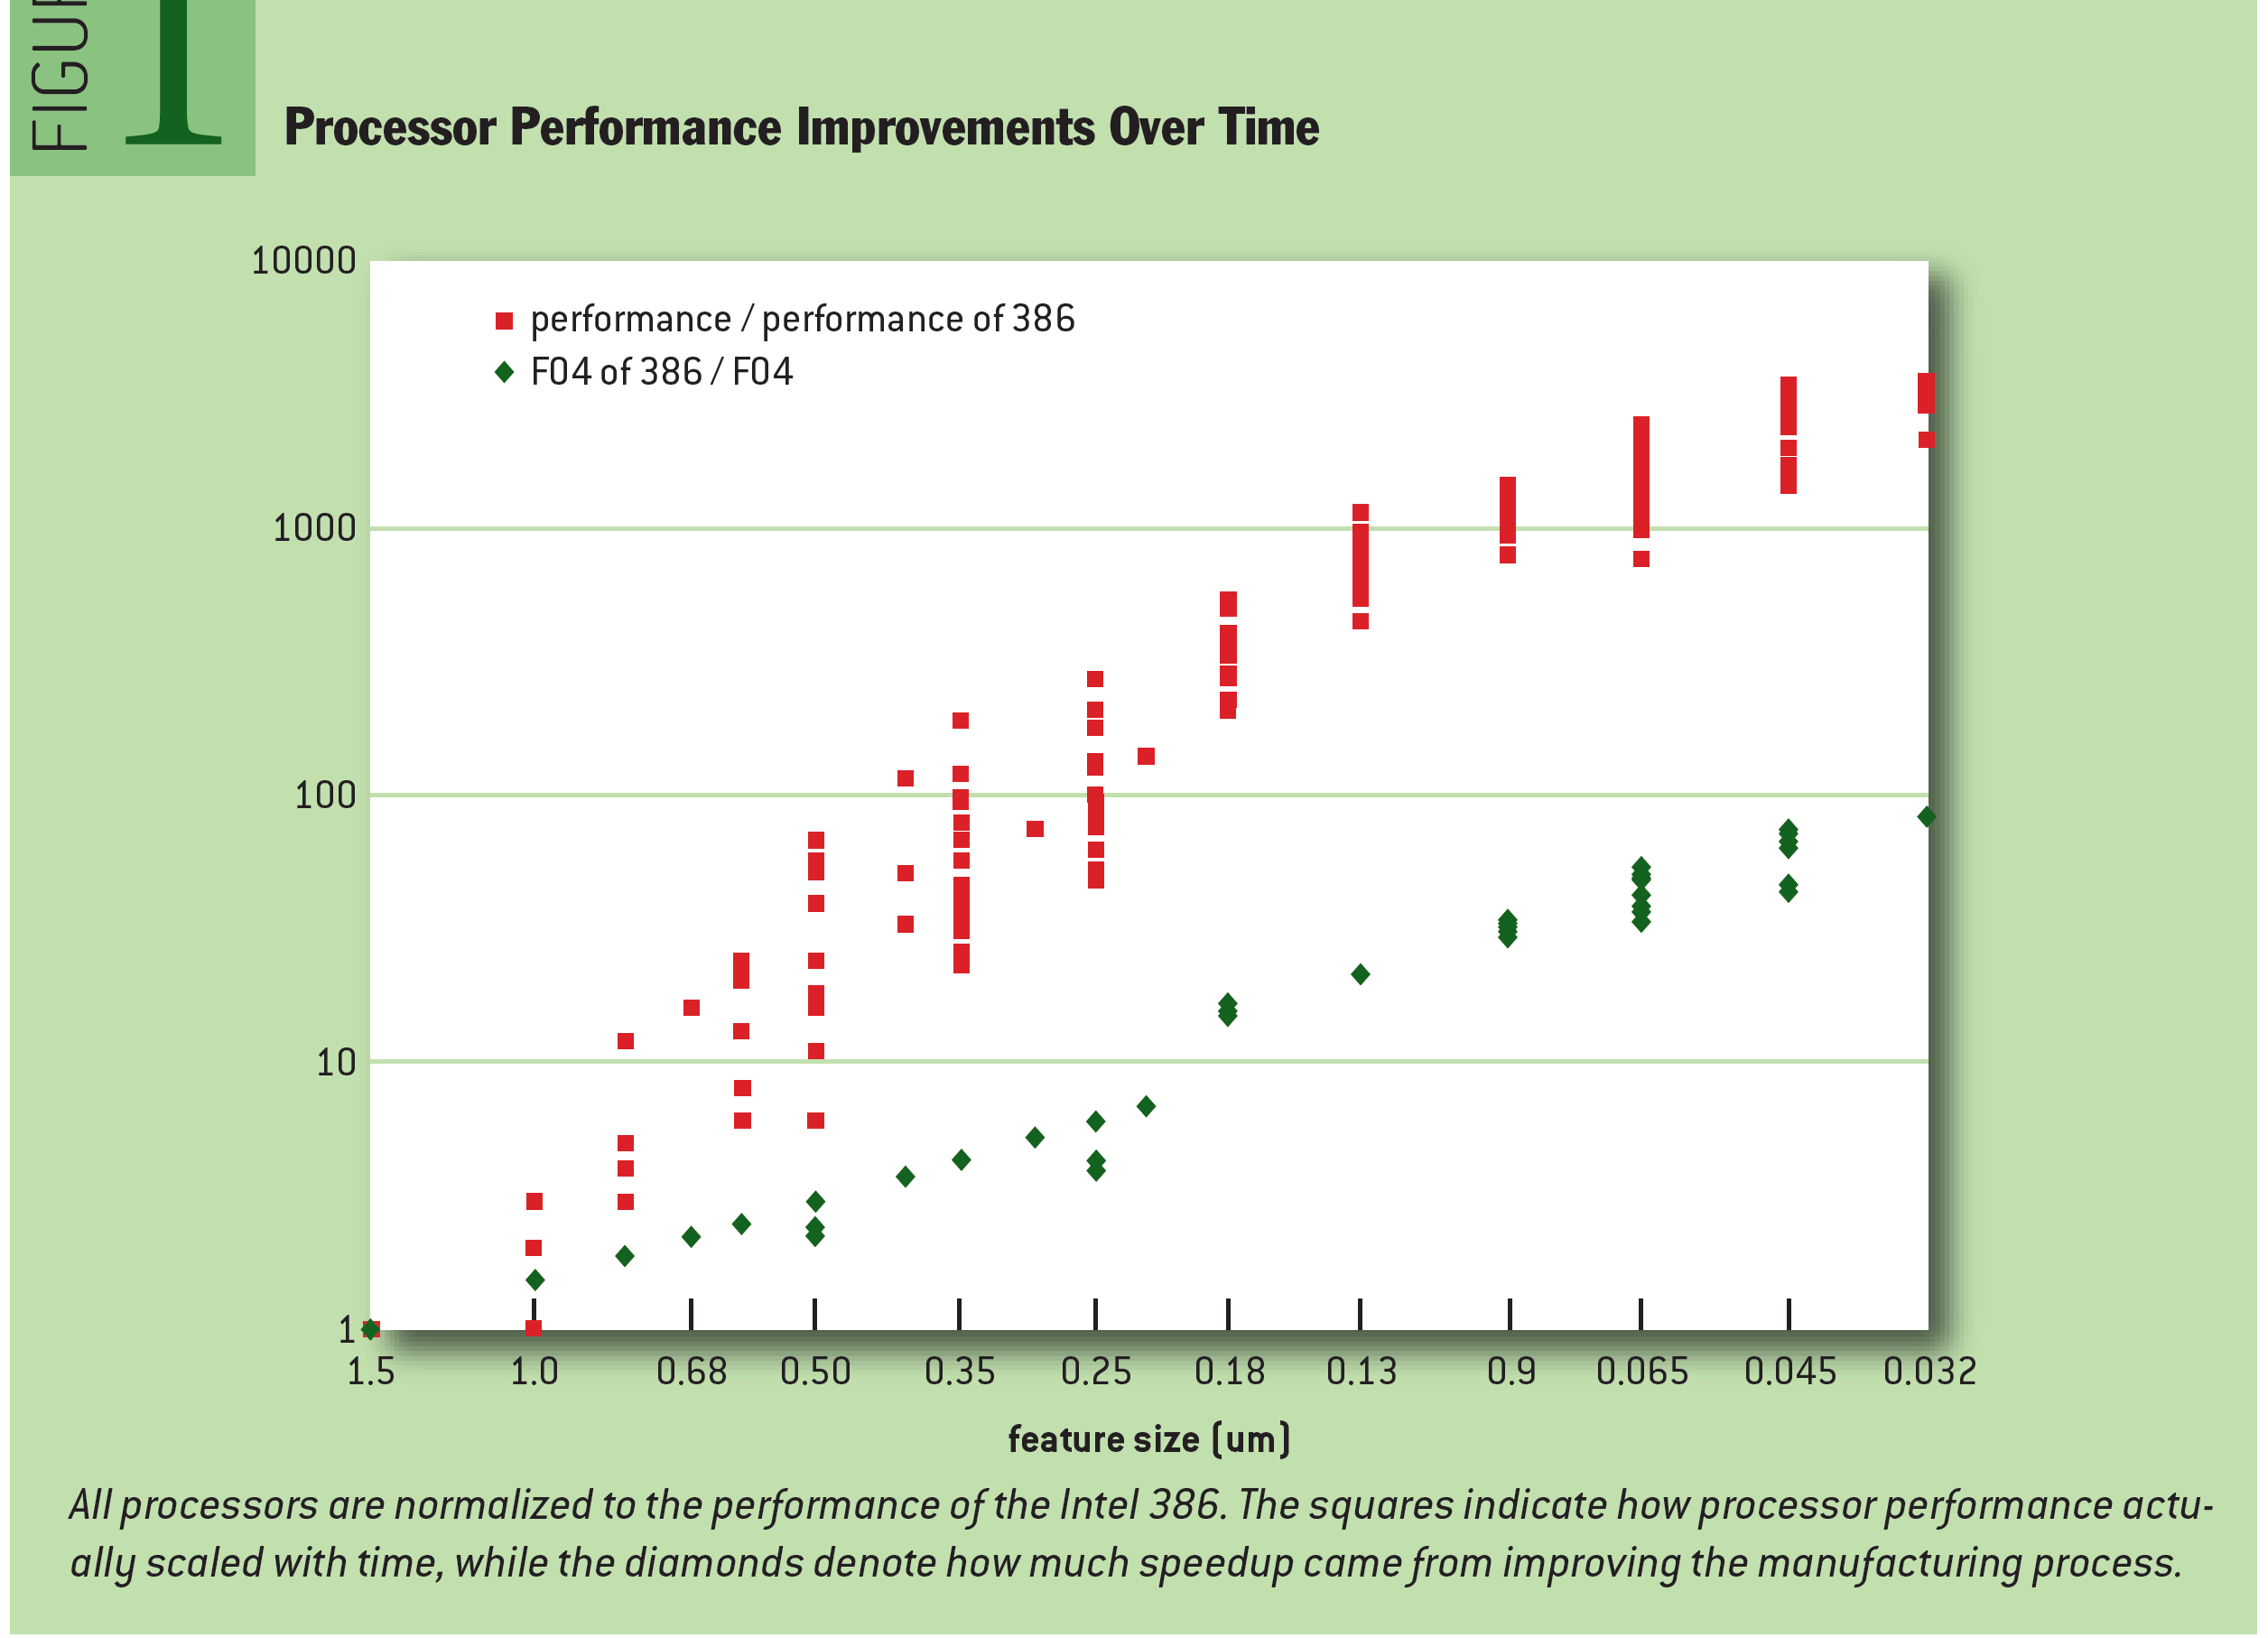 1
Processor Performance Improvements Over Time
10000
performance / performance of 386
FO4 of 386 / FO4
1000
100
10
1
1.5 1.0 0.68 0.50 0.35 0.25 0.18 0.13 0.9 0.065 0.045 0.032
feature size (um)
All processors are normalized to the performance of the Intel 386. The squares indicate how processor performance actu-
ally scaled with time, while the diamonds denote how much speedup came from improving the manufacturing process.